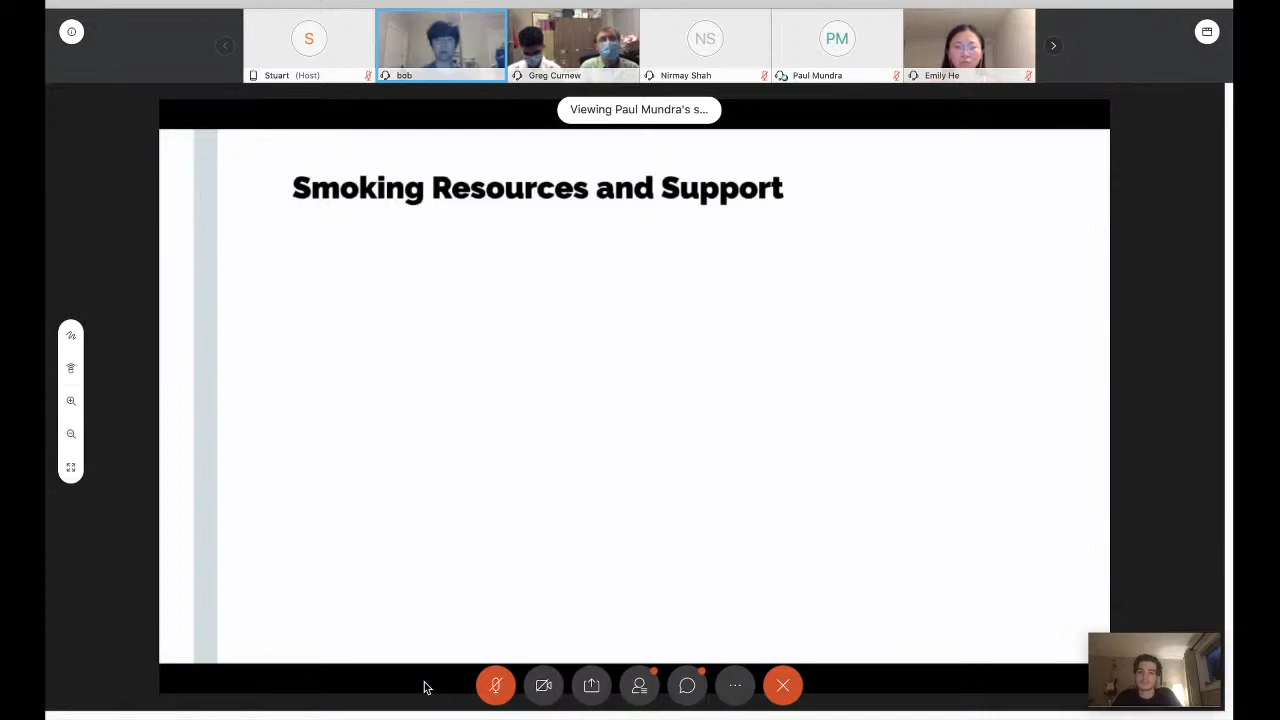 S
NS
PM
Stuart (Host)
bob
Greg Curnew
Nirmay Shah
Paul Mundra
Emily He
Viewing Paul Mundra's s...
Smoking Resources and Support